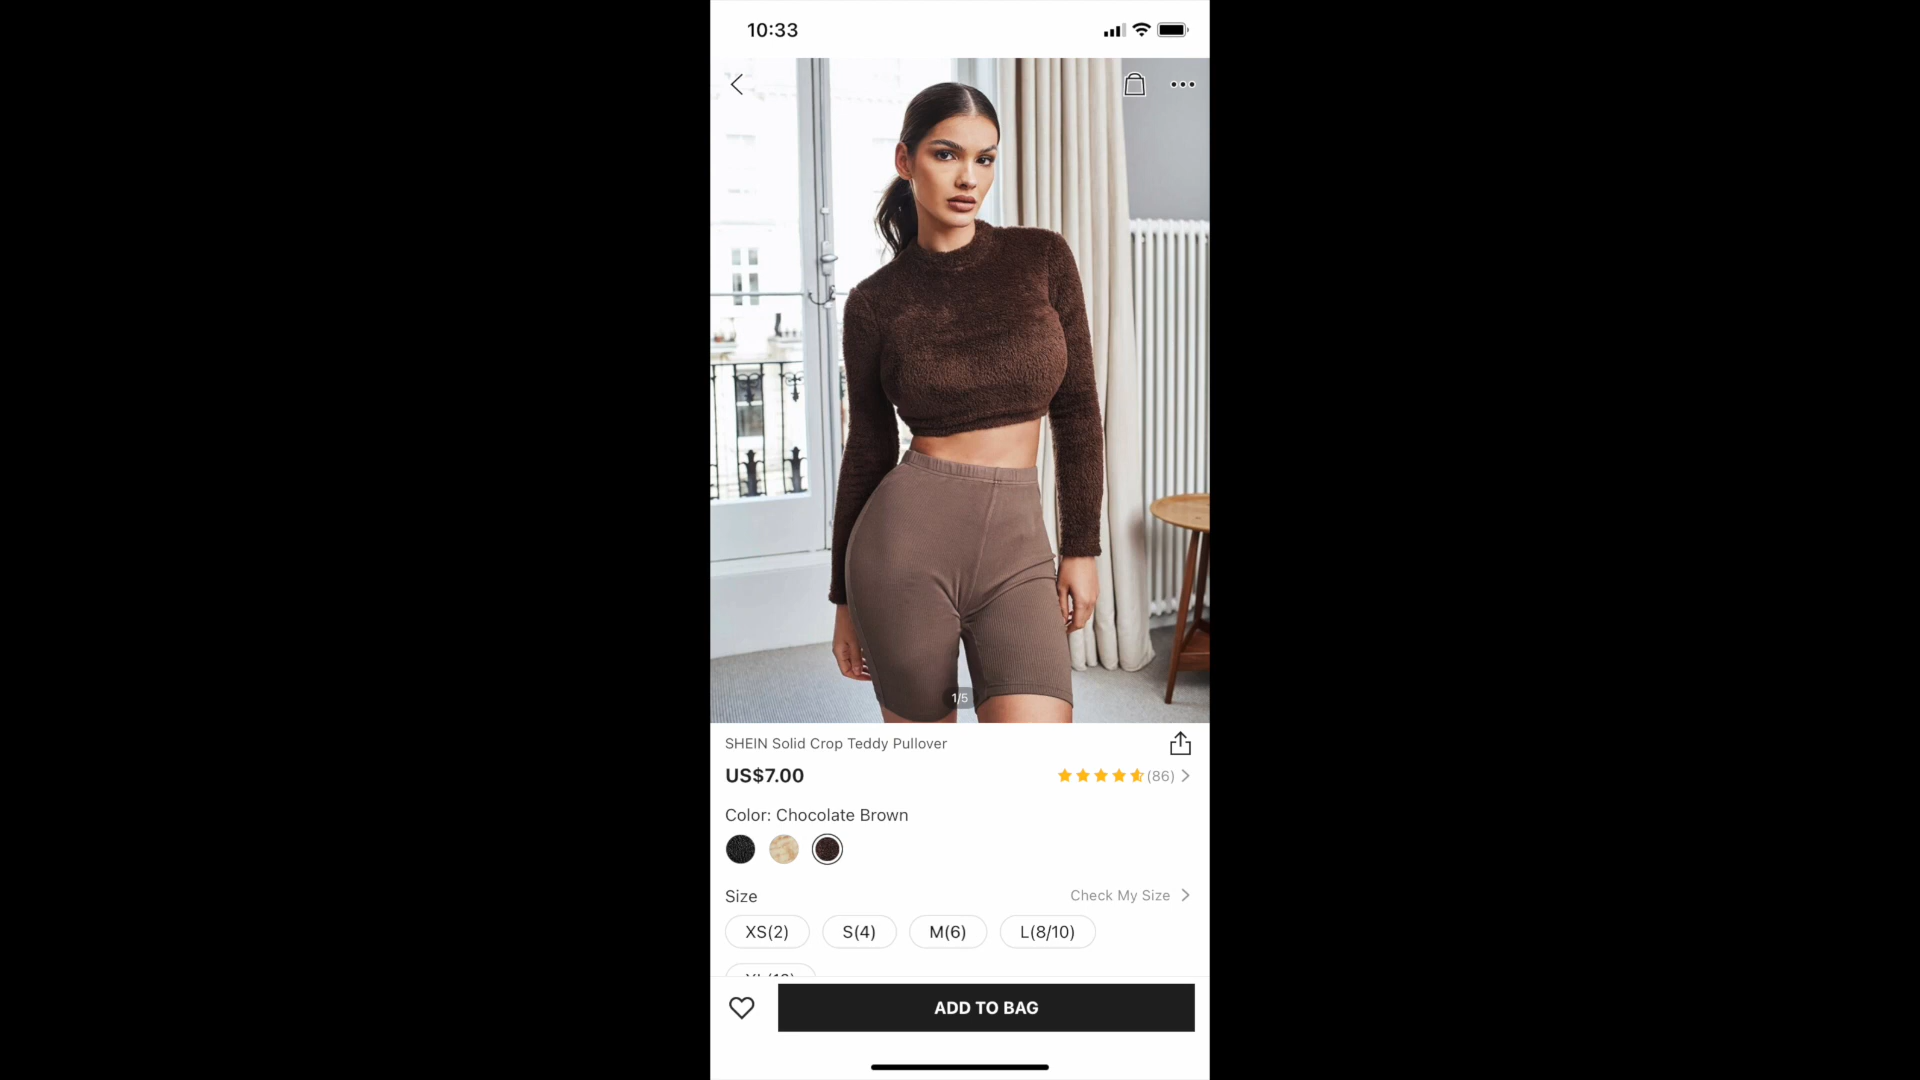 10:33
1/5
SHEIN Solid Crop Teddy Pullover
US$7.00
(86)
Color: Chocolate Brown
Size
Check My Size
XS(2) S(4) M(6) L(8/10)
ADD TO BAG